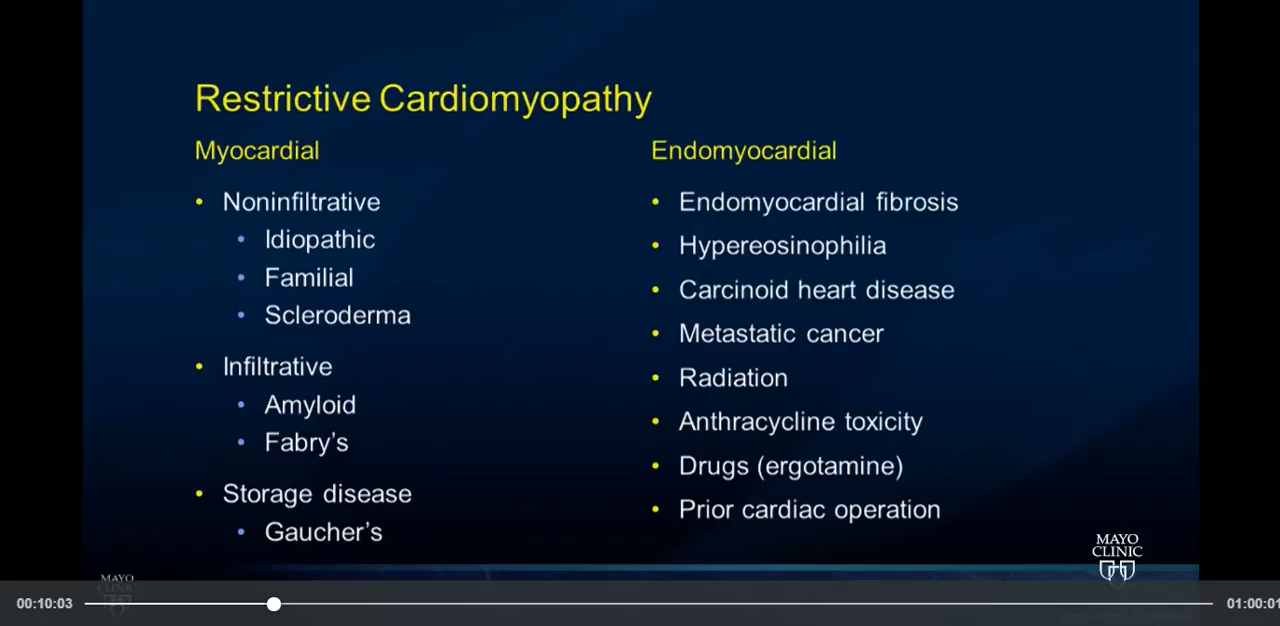 Restrictive Cardiomyopathy
Myocardial
• Noninfiltrative
• Idiopathic
• Familial
• Scleroderma
• Infiltrative
• Amyloid
• Fabry's
• Storage disease
• Gaucher's
Endomyocardial
• Endomyocardial fibrosis
• Hypereosinophilia
• Carcinoid heart disease
• Metastatic cancer
• Radiation
• Anthracycline toxicity
• Drugs (ergotamine)
• Prior cardiac operation
MAYO
CLINIC
MAYO
CLINIC
00:10:03
01:00:01